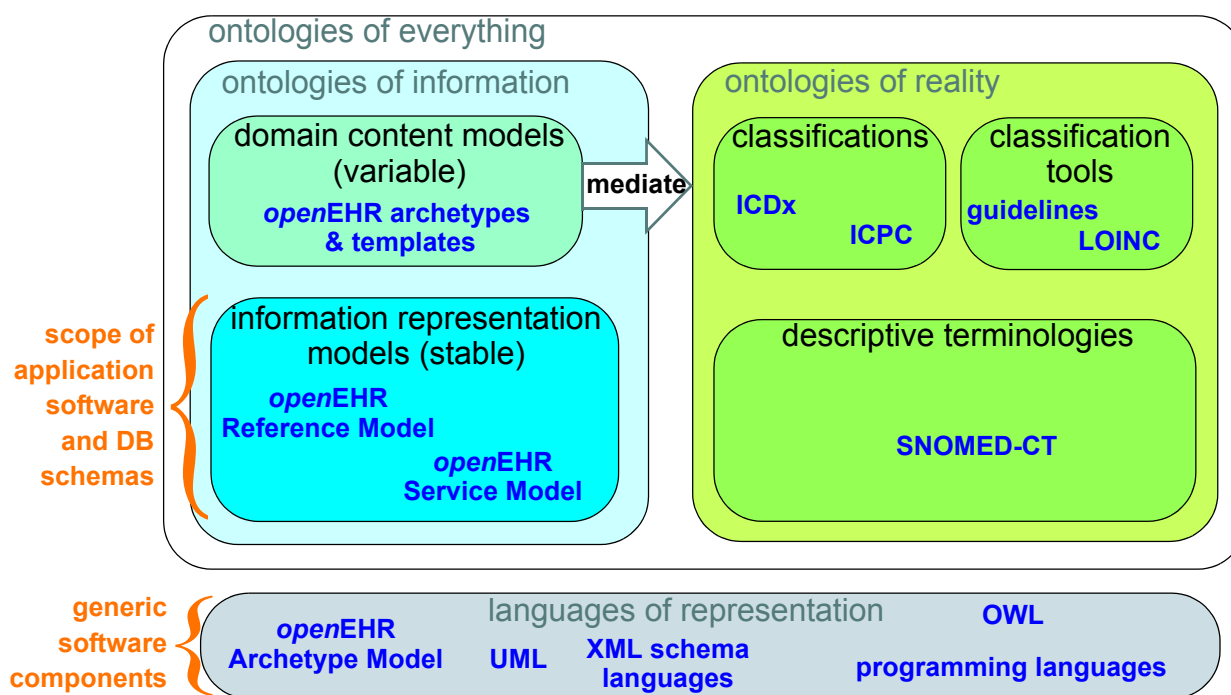 ontologies of everything
ontologies of information
domain content models
(variable)
openEHR archetypes
& templates
mediate
information representation
models (stable)
openEHR
Reference Model
openEHR
Service Model
scope of
application
software
and DB
schemas
ontologies of reality
classifications
ICDx
ICPC
classification
tools
guidelines
LOINC
descriptive terminologies
SNOMED-CT
generic
software
components
languages of representation
openEHR
Archetype Model
UML
XML schema
languages
OWL
programming languages